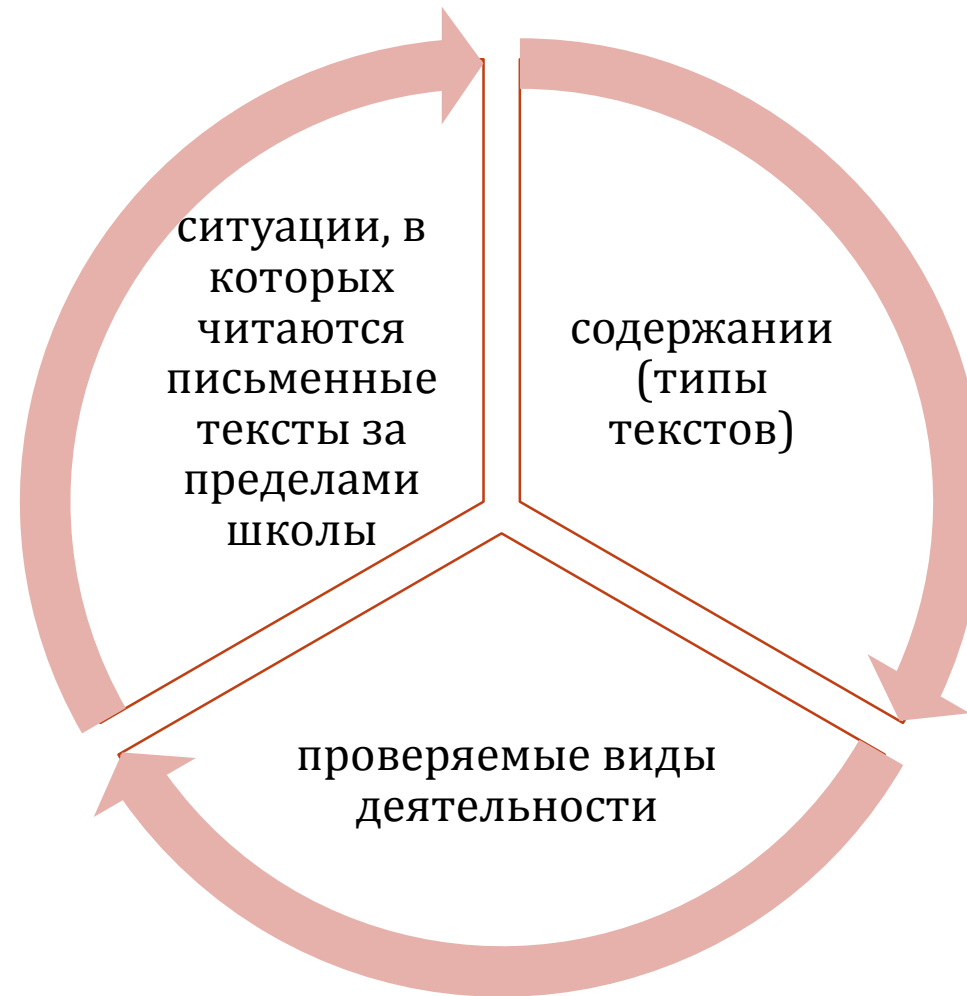 ситуации, в
которых
читаются
письменные
тексты за
пределами
школы
содержании
(типы
текстов)
проверяемые виды
деятельности